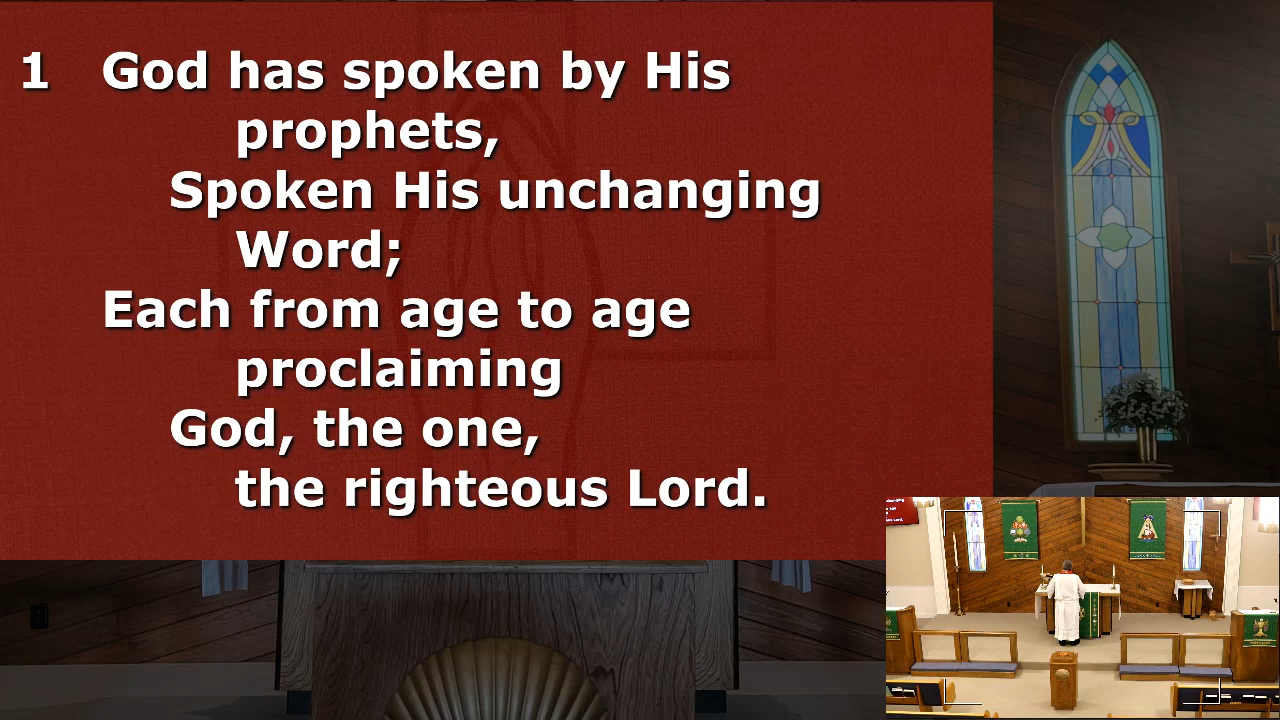 1 God has spoken by His
prophets,
Spoken His unchanging
Word;
Each from age to age
proclaiming
God, the one,
the righteous Lord.